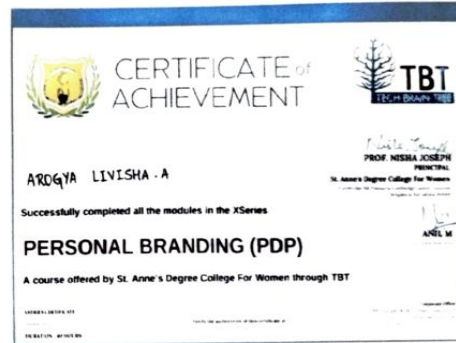 CERTIFICATE of
ACHIEVEMENT
TBT
TECH BRAIN TREE
PROF. NISHA JOSEPH
PRINCIPAL
St. Anne's Degree College For Women
AROGYA LIVISHA . A
Successfully completed all the modules in the XSeries
ANIL M
PERSONAL BRANDING (PDP)
A course offered by St. Anne's Degree College For Women through TBT